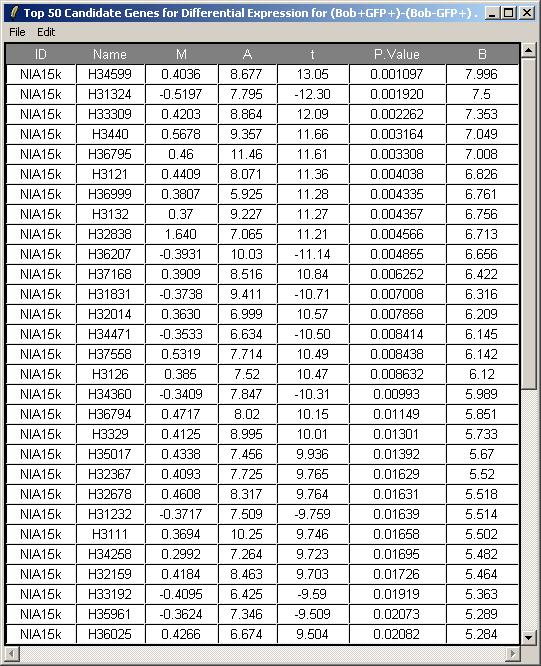 Top 50 Candidate Genes for Differential Expression for (Bob+GFP+)-(Bob-GFP+) .
File Edit
ID Name M A t P.Value B
NIA15k H34599 0.4036 8.677 13.05 0.001097 7.996
NIA15k H31324 -0.5197 7.795 -12.30 0.001920 7.5
NIA15k H33309 0.4203 8.864 12.09 0.002262 7.353
NIA15k H3440 0.5678 9.357 11.66 0.003164 7.049
NIA15k H36795 0.46 11.46 11.61 0.003308 7.008
NIA15k H3121 0.4409 8.071 11.36 0.004038 6.826
NIA15k H36999 0.3807 5.925 11.28 0.004335 6.761
NIA15k H3132 0.37 9.227 11.27 0.004357 6.756
NIA15k H32838 1.640 7.065 11.21 0.004566 6.713
NIA15k H36207 -0.3931 10.03 -11.14 0.004855 6.656
NIA15k H37168 0.3909 8.516 10.84 0.006252 6.422
NIA15k H31831 -0.3738 9.411 -10.71 0.007008 6.316
NIA15k H32014 0.3630 6.999 10.57 0.007858 6.209
NIA15k H34471 -0.3533 6.634 -10.50 0.008414 6.145
NIA15k H37558 0.5319 7.714 10.49 0.008438 6.142
NIA15k H3126 0.385 7.52 10.47 0.008632 6.12
NIA15k H34360 -0.3409 7.847 -10.31 0.00993 5.989
NIA15k H36794 0.4717 8.02 10.15 0.01149 5.851
NIA15k H3329 0.4125 8.995 10.01 0.01301 5.733
NIA15k H35017 0.4338 7.456 9.936 0.01392 5.67
NIA15k H32367 0.4093 7.725 9.765 0.01629 5.52
NIA15k H32678 0.4608 8.317 9.764 0.01631 5.518
NIA15k H31232 -0.3717 7.509 -9.759 0.01639 5.514
NIA15k H3111 0.3694 10.25 9.746 0.01658 5.502
NIA15k H34258 0.2992 7.264 9.723 0.01695 5.482
NIA15k H32159 0.4184 8.463 9.703 0.01726 5.464
NIA15k H33192 -0.4095 6.425 -9.59 0.01919 5.363
NIA15k H35961 -0.3624 7.346 -9.509 0.02073 5.289
NIA15k H36025 0.4266 6.674 9.504 0.02082 5.284